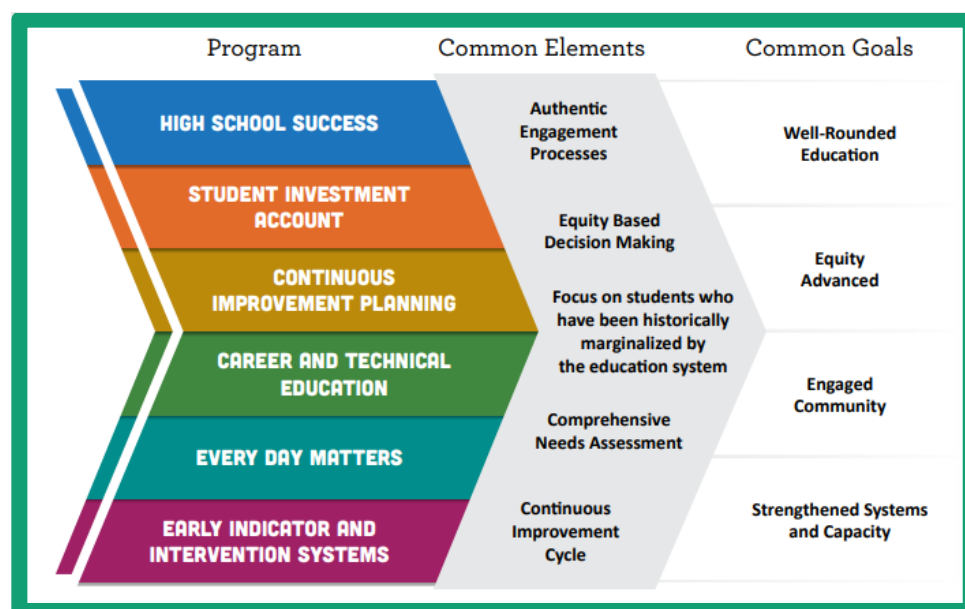 Program
Common Elements
Common Goals
HIGH SCHOOL SUCCESS
STUDENT INVESTMENT
ACCOUNT
CONTINUOUS
IMPROVEMENT PLANNING
CAREER AND TECHNICAL
EDUCATION
EVERY DAY MATTERS
EARLY INDICATOR AND
INTERVENTION SYSTEMS
Authentic
Engagement
Processes
Equity Based
Decision Making
Focus on students who
have been historically
marginalized by
the education system
Comprehensive
Needs Assessment
Continuous
Improvement
Cycle
Well-Rounded
Education
Equity
Advanced
Engaged
Community
Strengthened Systems
and Capacity